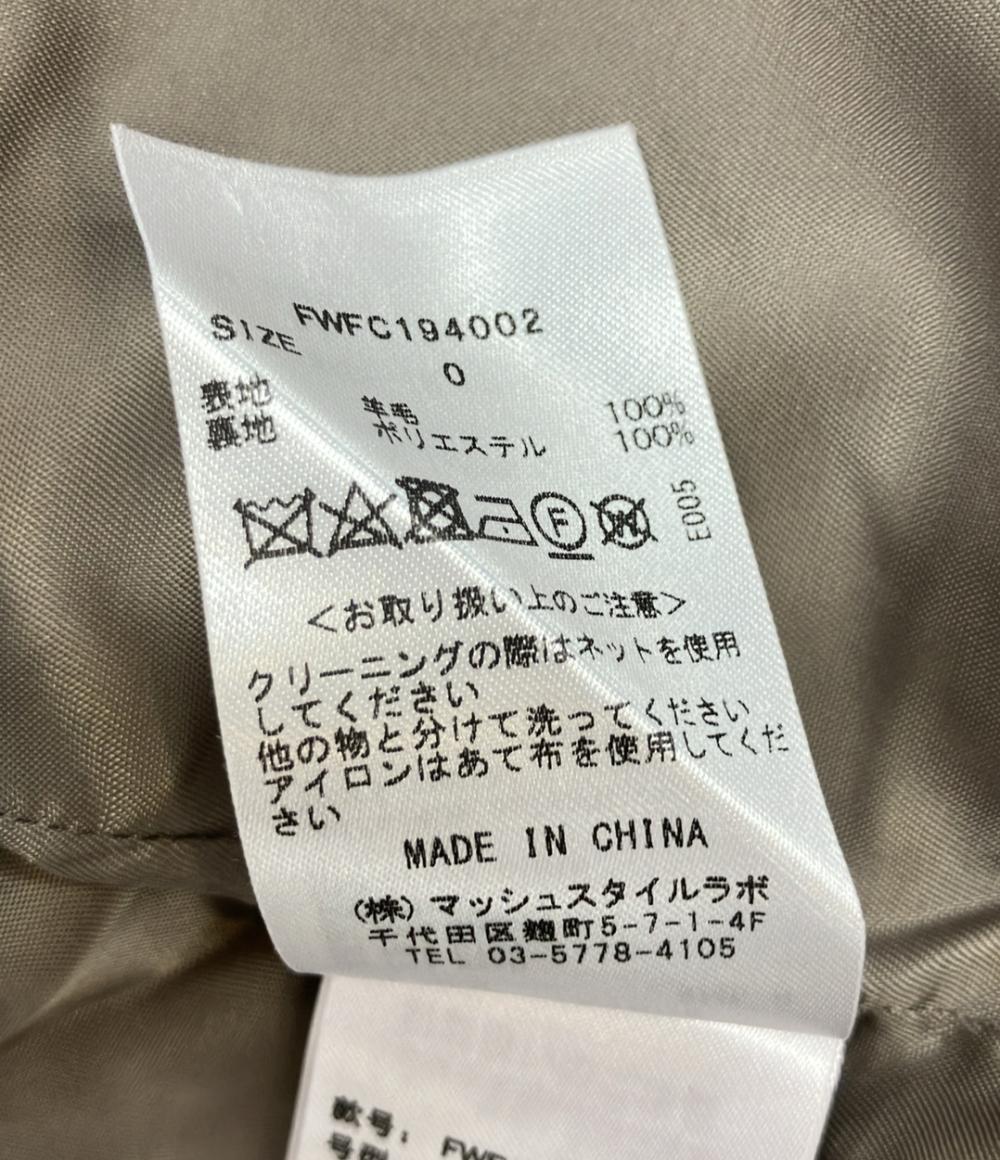 FWFC194002
SIZE 0
表地 羊毛 100%
裏地 ポリエステル 100%
F
W
E005
<お取り扱い上のご注意>
クリーニングの際はネットを使用
してください
他の物と分けて洗ってください
アイロンはあて布を使用してくだ
さい
MADE IN CHINA
(株)マッシュスタイルラボ
千代田区麹町5-7-1-4F
TEL 03-5778-4105
款号: FWF
号型: